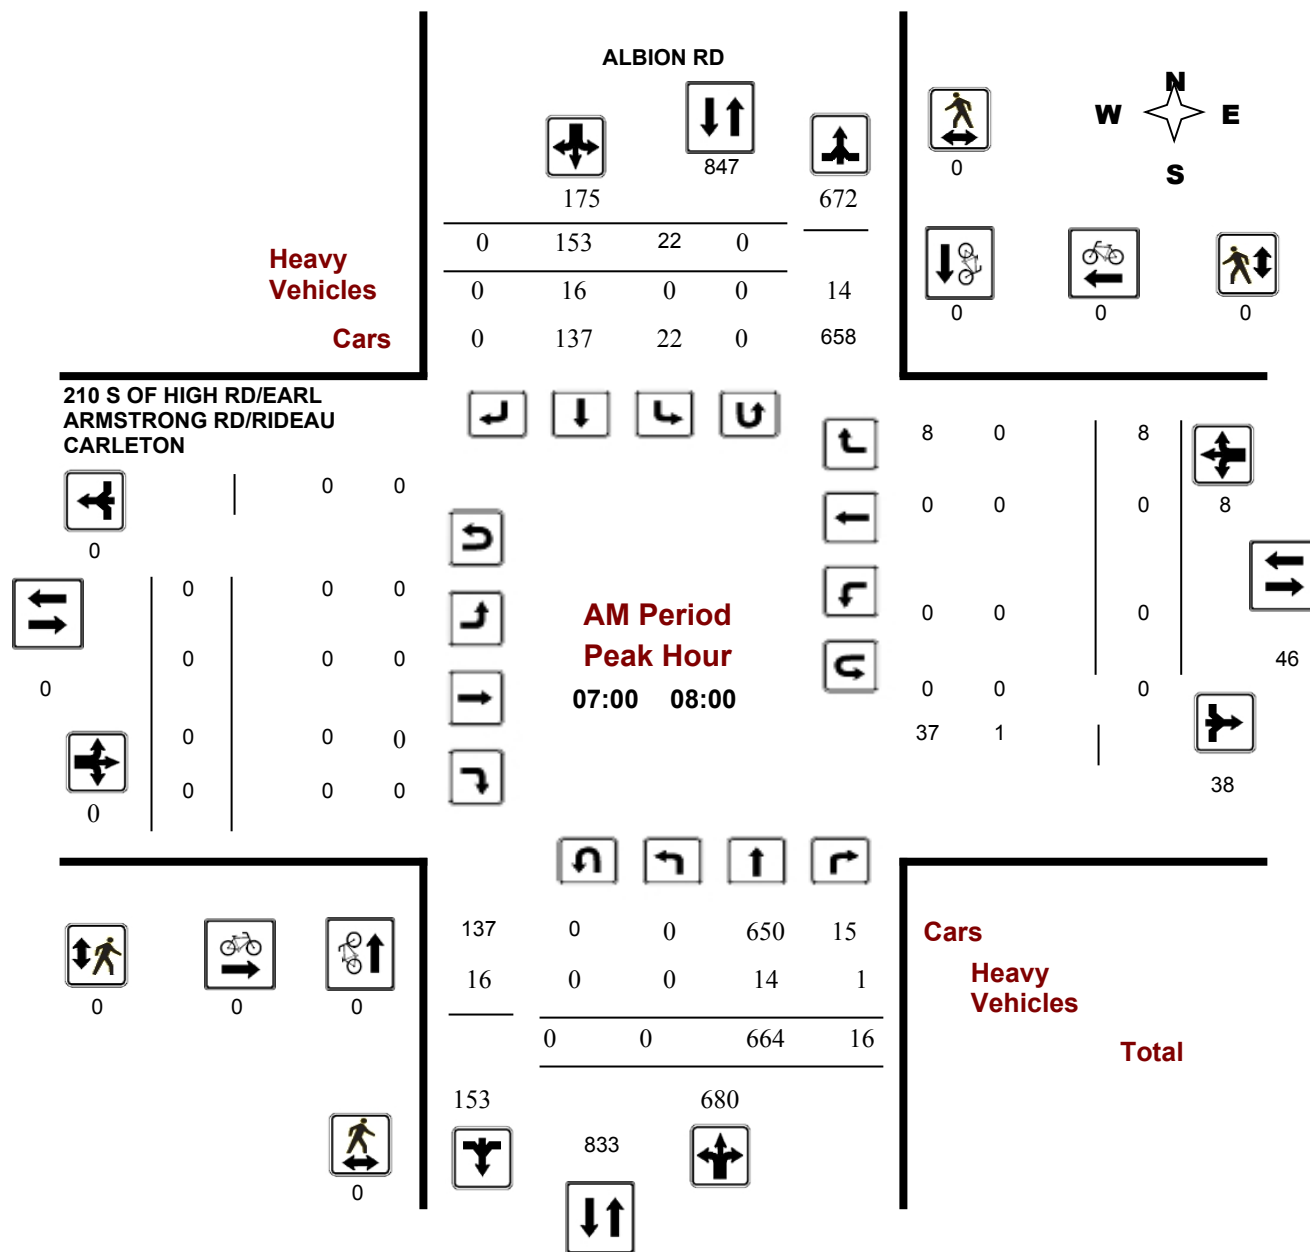 ALBION RD
N
W E
S
847
0
175 672
0 153 22 0
Heavy
Vehicles
0 16 0 0 14
0 0 0
Cars 0 137 22 0 658
210 S OF HIGH RD/EARL
ARMSTRONG RD/RIDEAU
CARLETON
8 0 8
0 0
0 0 0 8
0
0 0 0
AM Period
0 0 0
Peak Hour
0 0 0 46
0
07:00 08:00
0 0 0
37 1
0 0 0
38
0 0 0
0
137 0 0 650 15 Cars
16 0 0 14 1 Heavy
Vehicles
0 0 0
0 0 664 16 Total
153 680
833
0